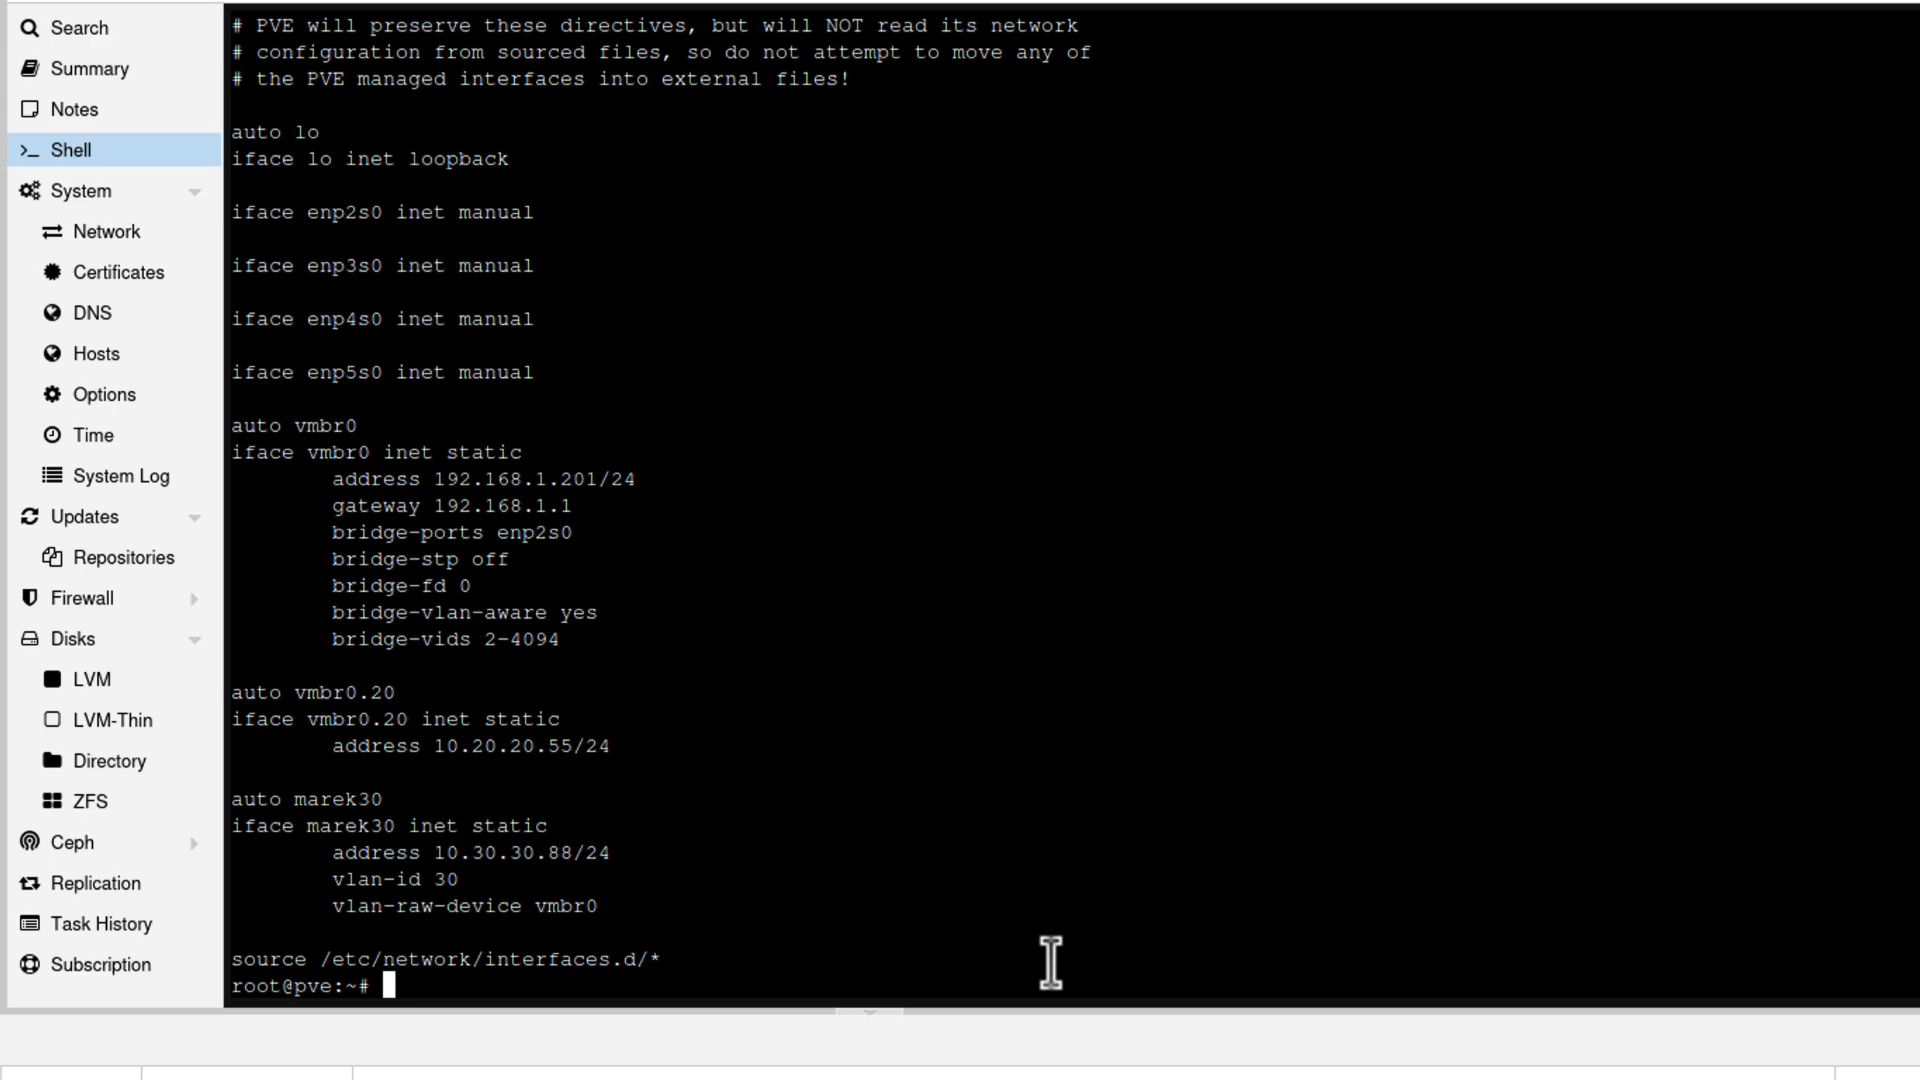 Search
Summary
Notes
Shell
System
Network
Certificates
DNS
Hosts
Options
Time
System Log
Updates
Repositories
Firewall
Disks
LVM
LVM-Thin
Directory
ZFS
Ceph
Replication
Task History
Subscription
# PVE will preserve these directives, but will NOT read its network
# configuration from sourced files, so do not attempt to move any of
# the PVE managed interfaces into external files!
auto lo
iface lo inet loopback
iface enp2s0 inet manual
iface enp3s0 inet manual
iface enp4s0 inet manual
iface enp5s0 inet manual
auto vmbr0
iface vmbr0 inet static
address 192.168.1.201/24
gateway 192.168.1.1
bridge-ports enp2s0
bridge-stp off
bridge-fd 0
bridge-vlan-aware yes
bridge-vids 2-4094
auto vmbr0.20
iface vmbr0.20 inet static
address 10.20.20.55/24
auto marek30
iface marek30 inet static
address 10.30.30.88/24
vlan-id 30
vlan-raw-device vmbr0
source /etc/network/interfaces.d/*
root@pve:~#